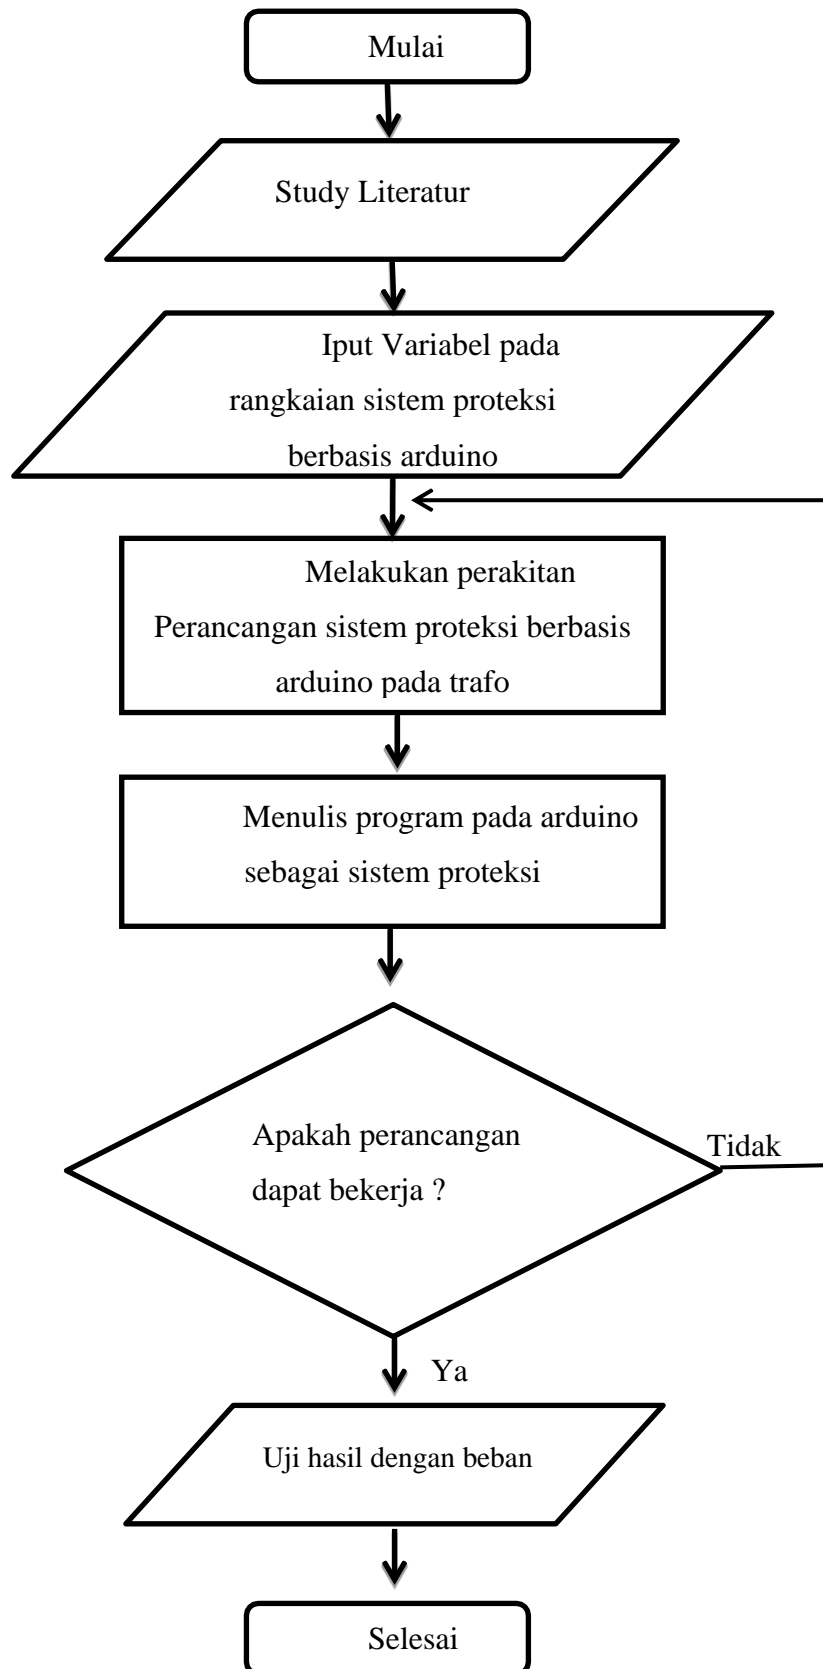 Mulai
Study Literatur
Iput Variabel pada
rangkaian sistem proteksi
berbasis arduino
Melakukan perakitan
Perancangan sistem proteksi berbasis
arduino pada trafo
Menulis program pada arduino
sebagai sistem proteksi
Apakah perancangan
dapat bekerja ?
Tidak
Ya
Uji hasil dengan beban
Selesai